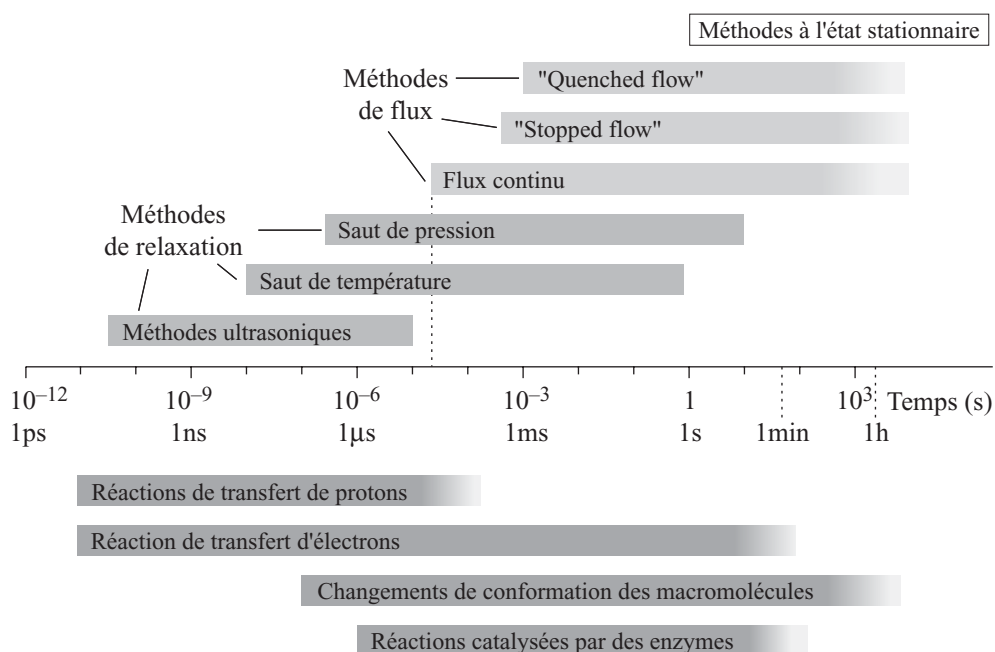 Méthodes à l'état stationnaire
Méthodes
de flux
"Quenched flow"
"Stopped flow"
Flux continu
Méthodes
de relaxation
Saut de pression
Saut de température
Méthodes ultrasoniques
10–12 10–9 10–6 10–3 1 103 Temps (s)
1ps 1ns 1μs 1ms 1s 1min 1h
Réactions de transfert de protons
Réaction de transfert d'électrons
Changements de conformation des macromolécules
Réactions catalysées par des enzymes